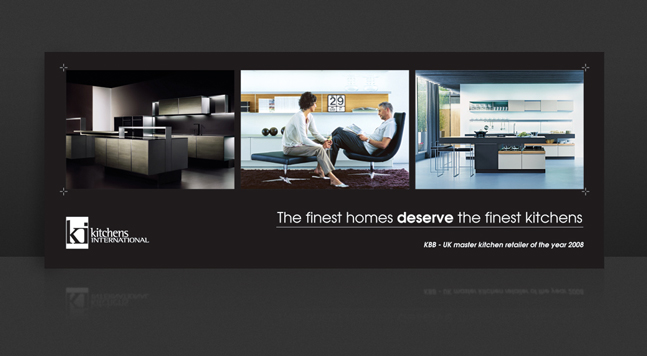 29
The finest homes deserve the finest kitchens
ki kitchens
INTERNATIONAL
KBB - UK master kitchen retailer of the year 2008